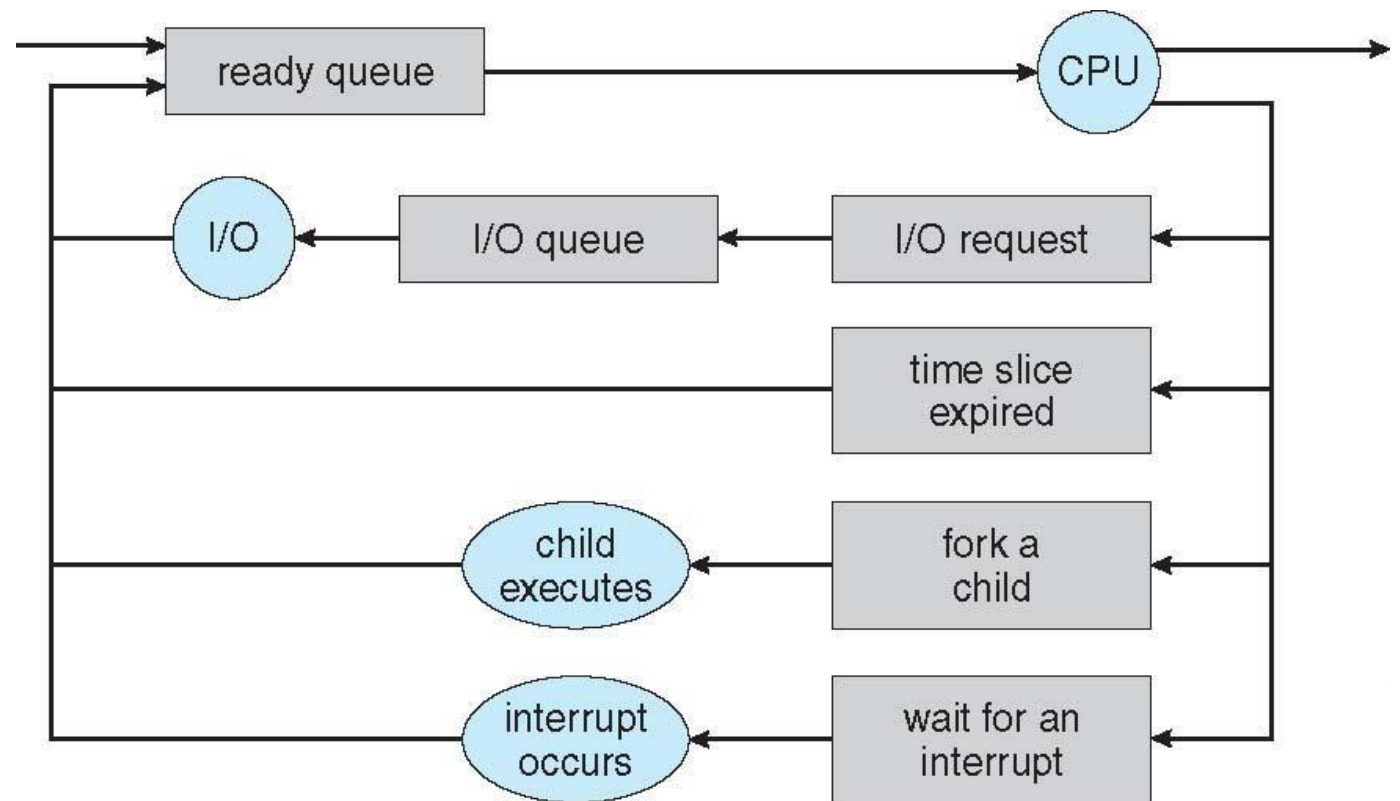 ready queue
CPU
I/O
I/O queue
I/O request
time slice
expired
child
executes
fork a
child
interrupt
occurs
wait for an
interrupt